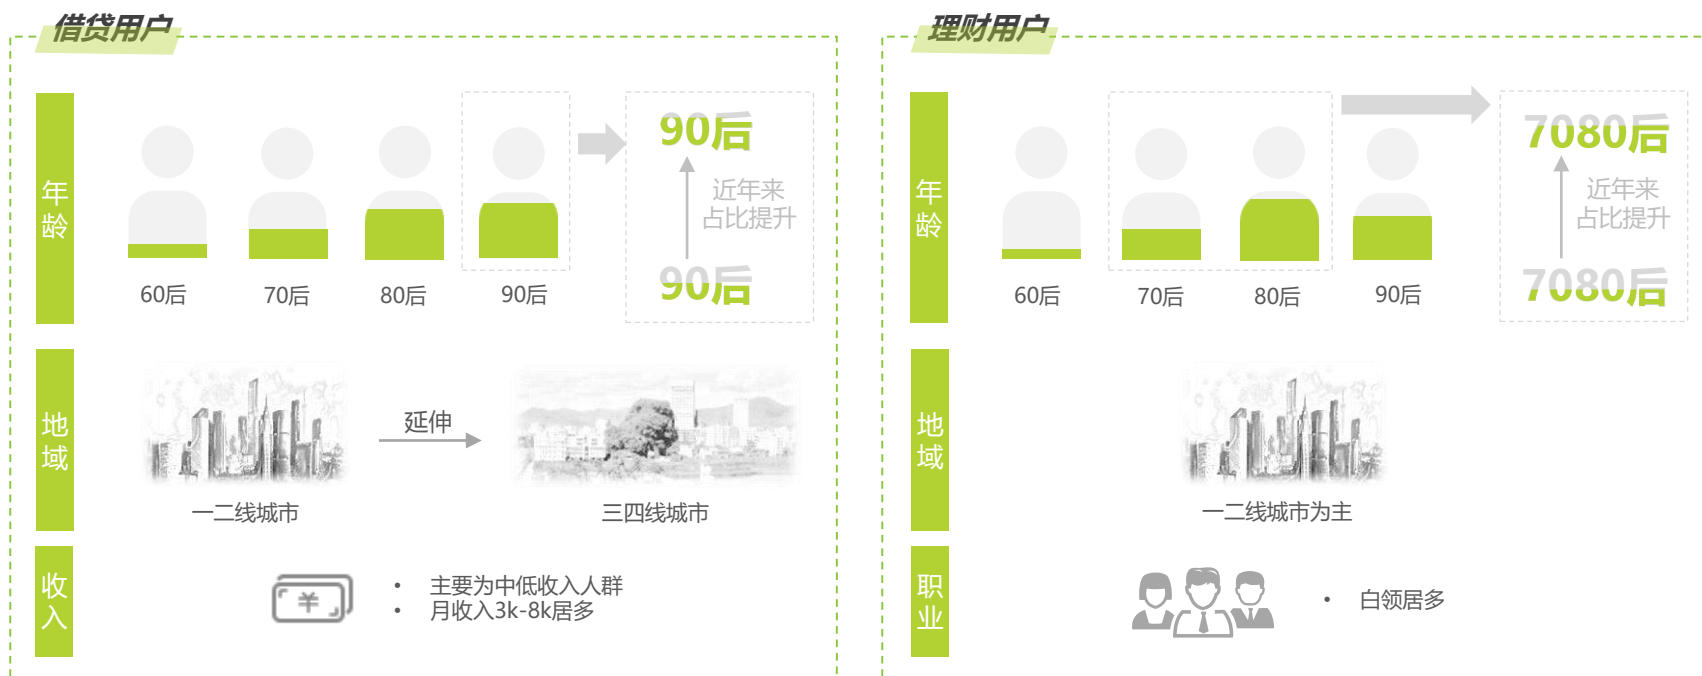 借贷用户
年龄
60后
70后
80后
90后
90后
近年来
占比提升
90后
地域
一二线城市
延伸
三四线城市
收入
¥
• 主要为中低收入人群
• 月收入3k-8k居多
理财用户
年龄
60后
70后
80后
90后
7080后
近年来
占比提升
7080后
地域
一二线城市为主
职业
• 白领居多